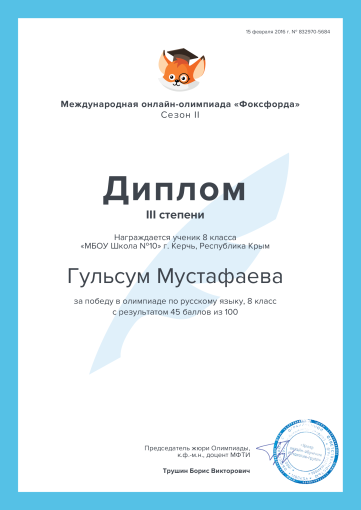 15 февраля 2016 г. № 832970-5684
Международная онлайн-олимпиада «Фоксфорда»
Сезон II
Диплом
III степени
Награждается ученик 8 класса
«МБОУ Школа №10» г. Керчь, Республика Крым
Гульсум Мустафаева
за победу в олимпиаде по русскому языку, 8 класс
с результатом 45 баллов из 100
Председатель жюри Олимпиады,
к.ф.-м.н., доцент МФТИ
Трушин Борис Викторович